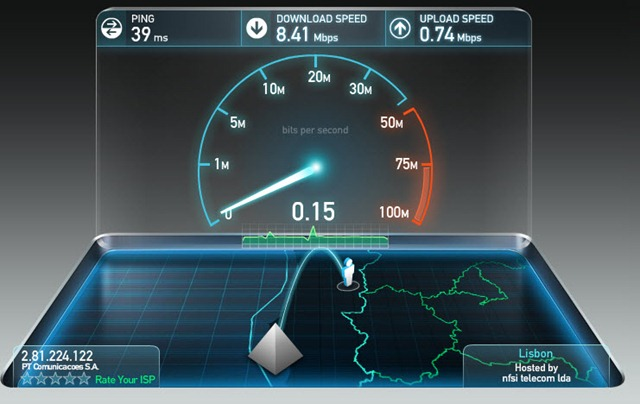 PING
39 ms
DOWNLOAD SPEED
8.41 Mbps
UPLOAD SPEED
0.74 Mbps
20M
10M
30M
5M
50M
bits per second
1M
75M
0
0.15
100M
2.81.224.122
PT Comunicacoes S.A.
Rate Your ISP
Lisbon
Hosted by
nfsi telecom lda